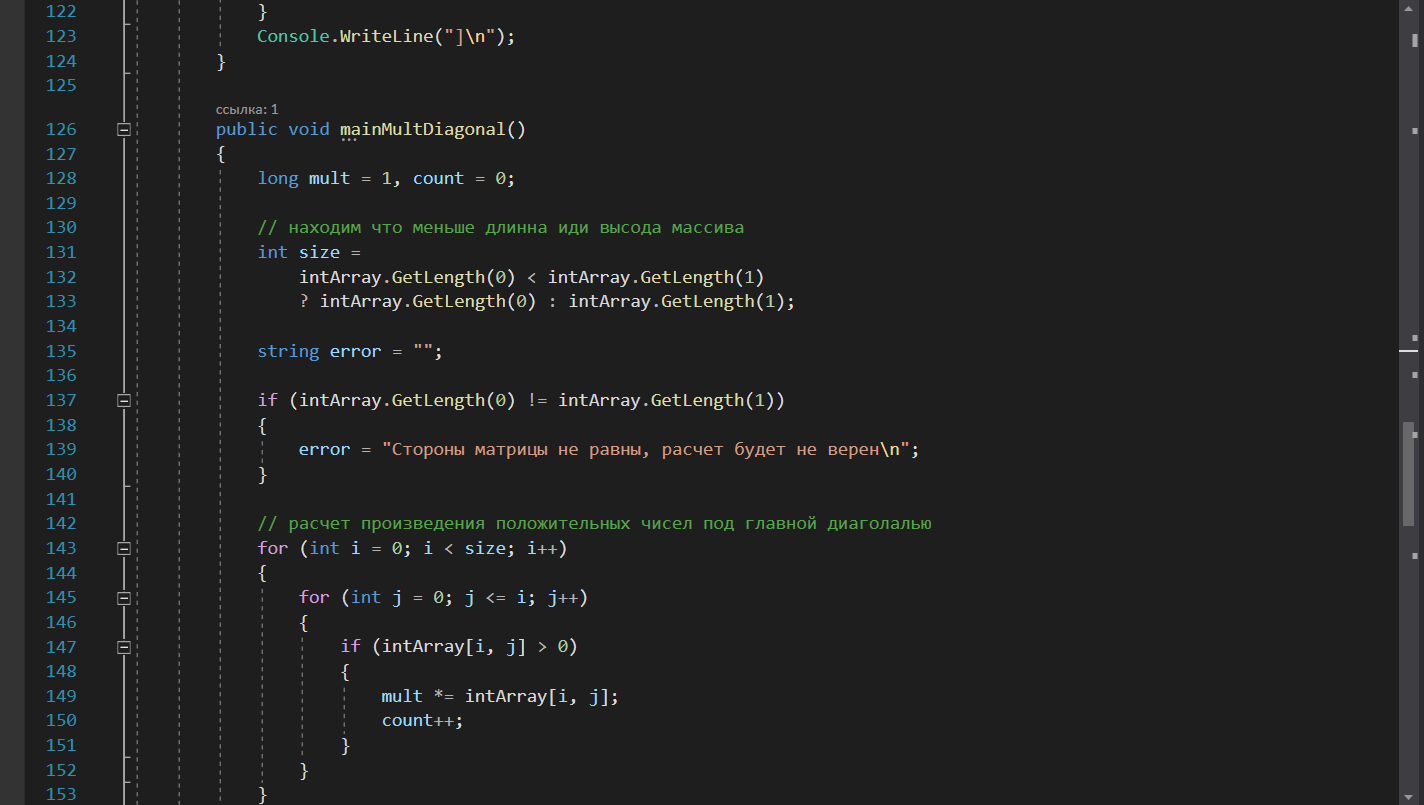 122 }
123 Console.WriteLine("]\n");
124 }
125
ссылка: 1
126 public void mainMultDiagonal()
127 {
128 long mult = 1, count = 0;
129
130 // находим что меньше длинна иди высода массива
131 int size =
132 intArray.GetLength(0) < intArray.GetLength(1)
133 ? intArray.GetLength(0) : intArray.GetLength(1);
134
135 string error = "";
136
137 if (intArray.GetLength(0) != intArray.GetLength(1))
138 {
139 error = "Стороны матрицы не равны, расчет будет не верен\n";
140 }
141
142 // расчет произведения положительных чисел под главной диаголалью
143 for (int i = 0; i < size; i++)
144 {
145 for (int j = 0; j <= i; j++)
146 {
147 if (intArray[i, j] > 0)
148 {
149 mult *= intArray[i, j];
150 count++;
151 }
152 }
153 }